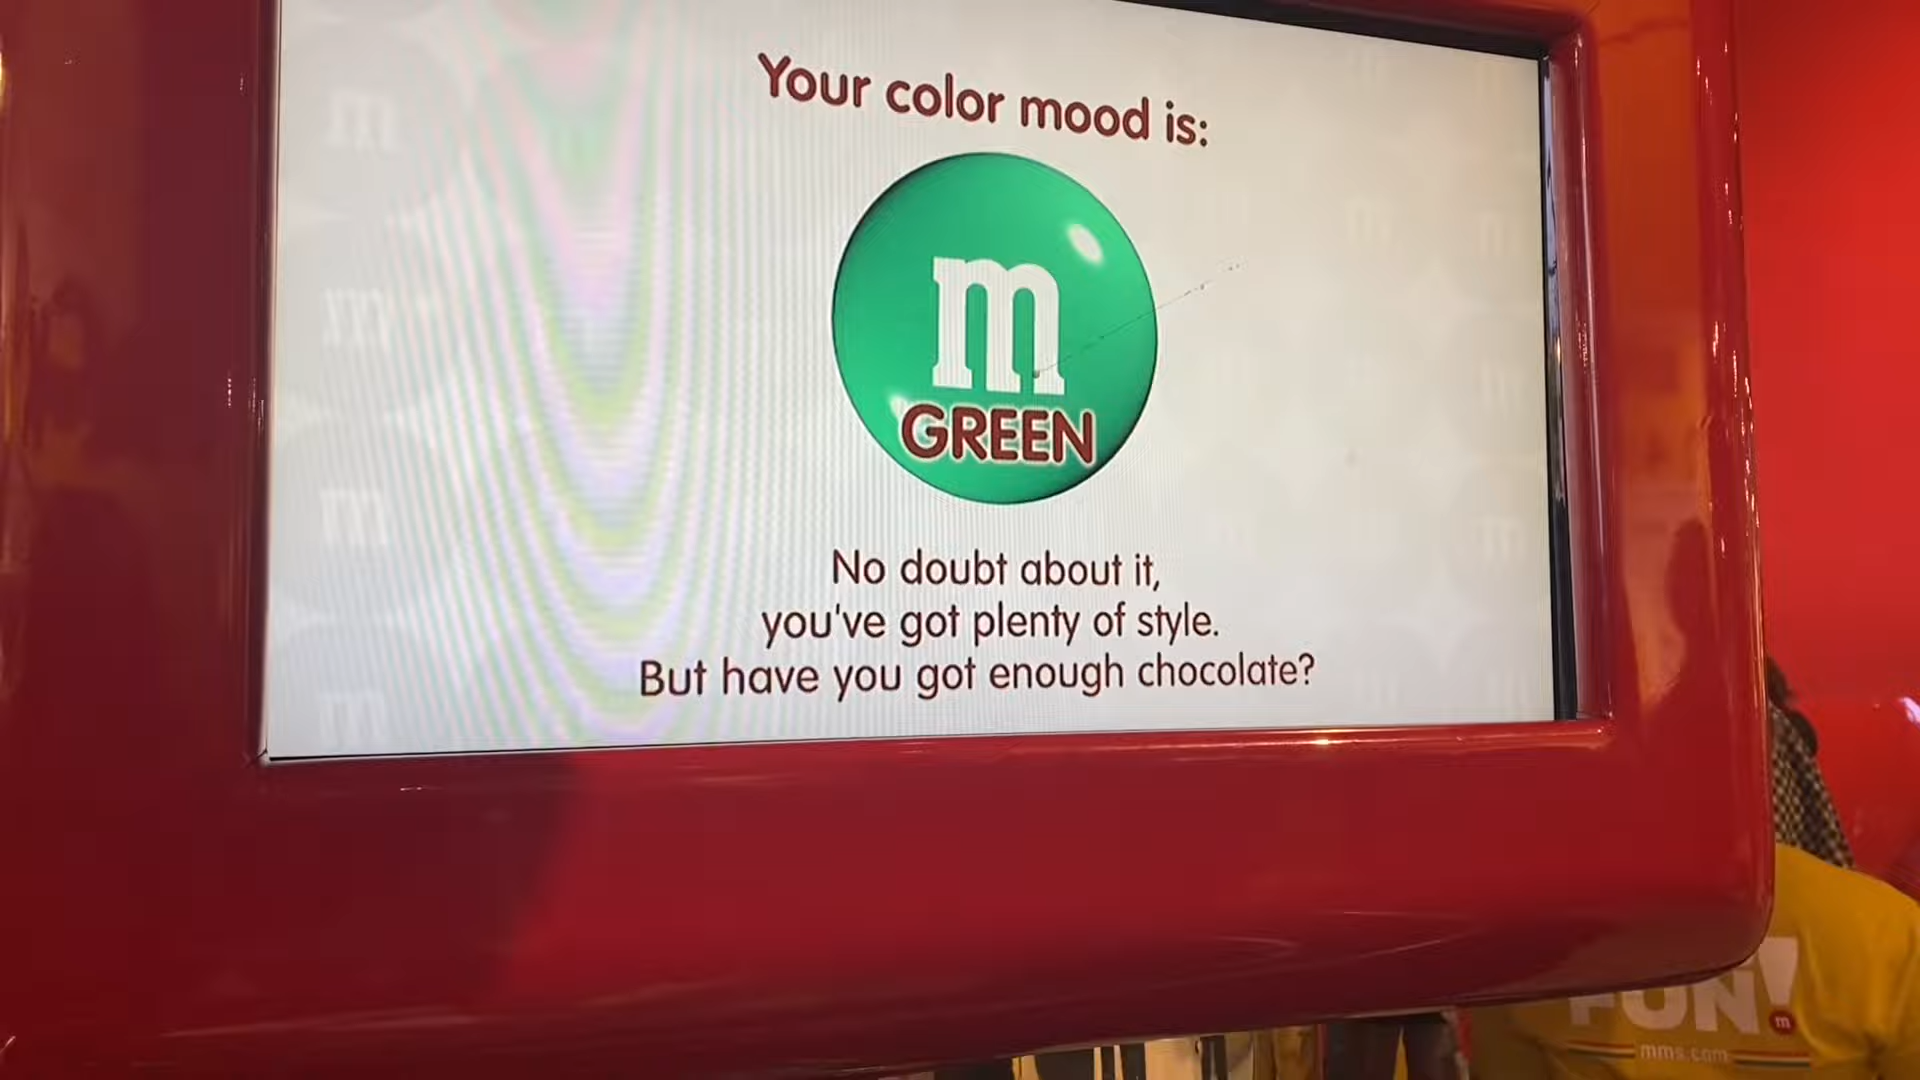 Your color mood is:
m
GREEN
No doubt about it,
you've got plenty of style.
But have you got enough chocolate?
FUN!
m
mms.com